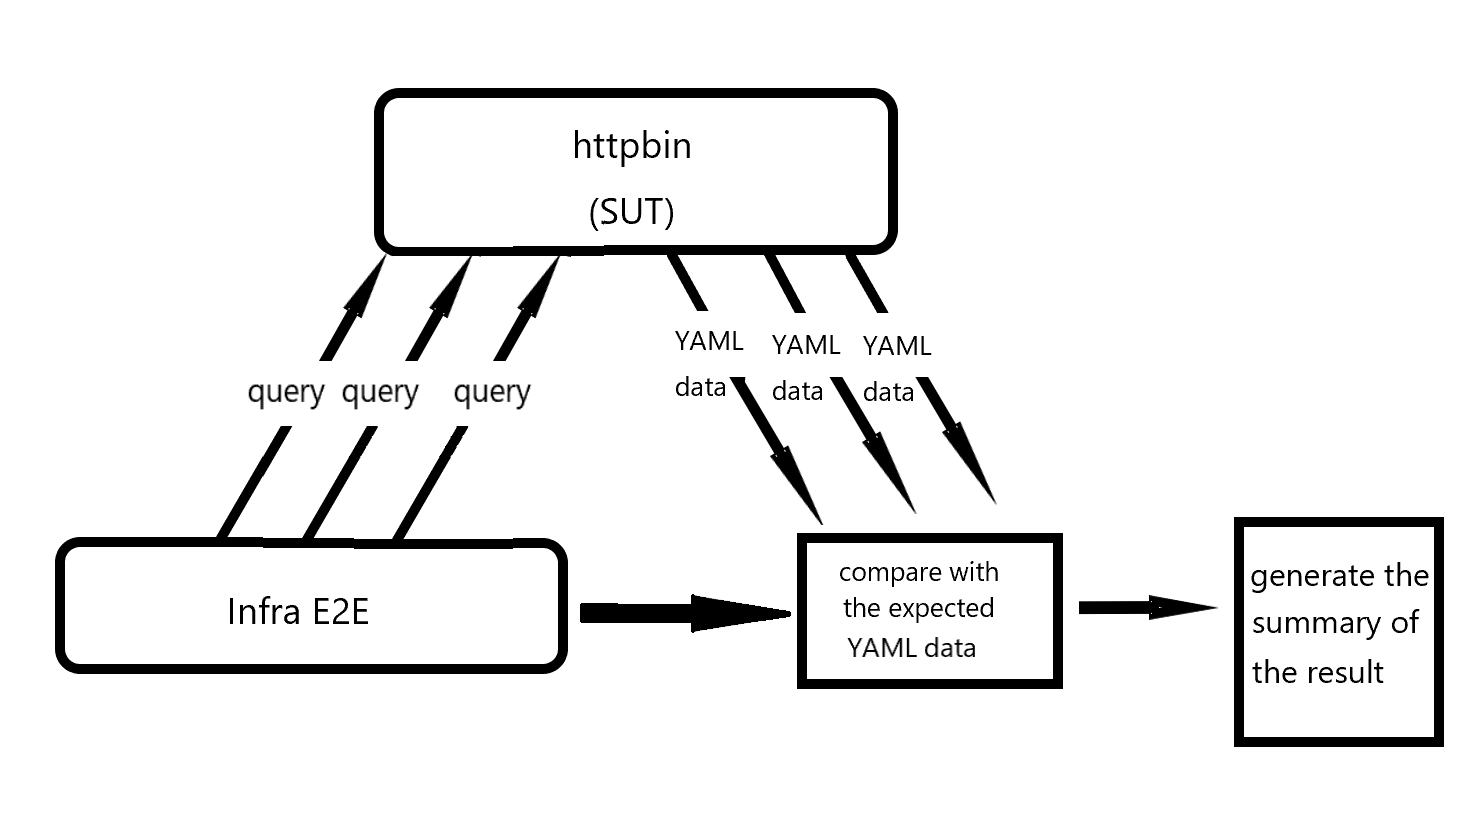 httpbin
(SUT)
query query query
YAML YAML YAML
data data data
Infra E2E
compare with
the expected
YAML data
generate the
summary of
the result